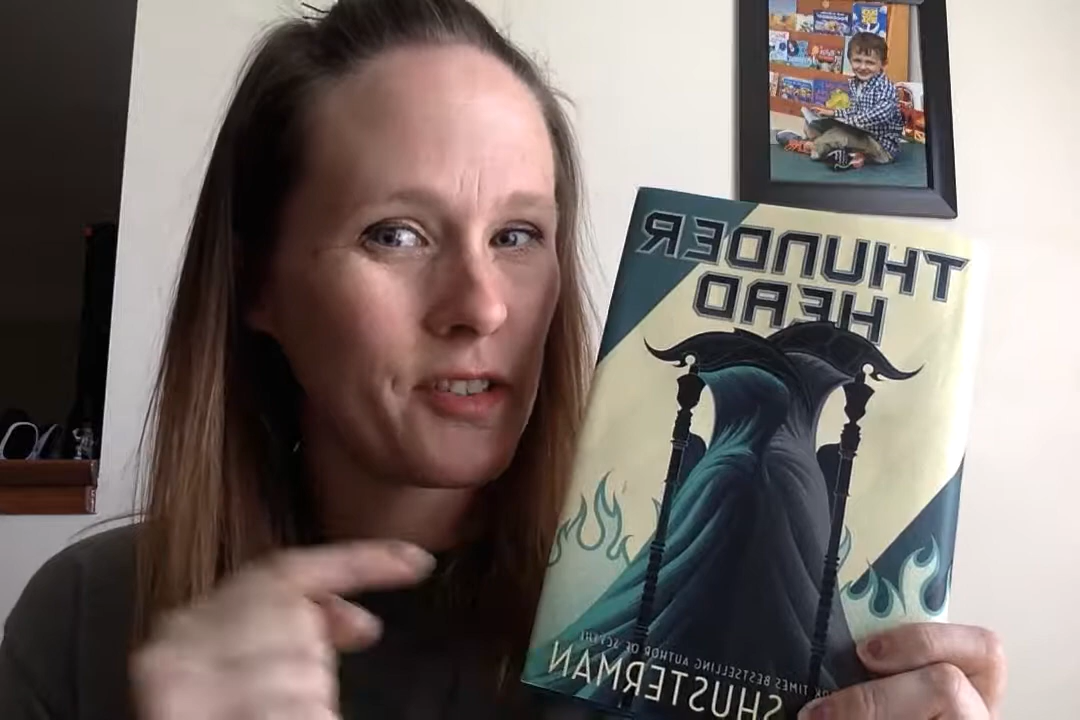 THUNDER
HEAD
TIMES BESTSELLING AUTHOR OF SCYTHE
SHUSTERMAN